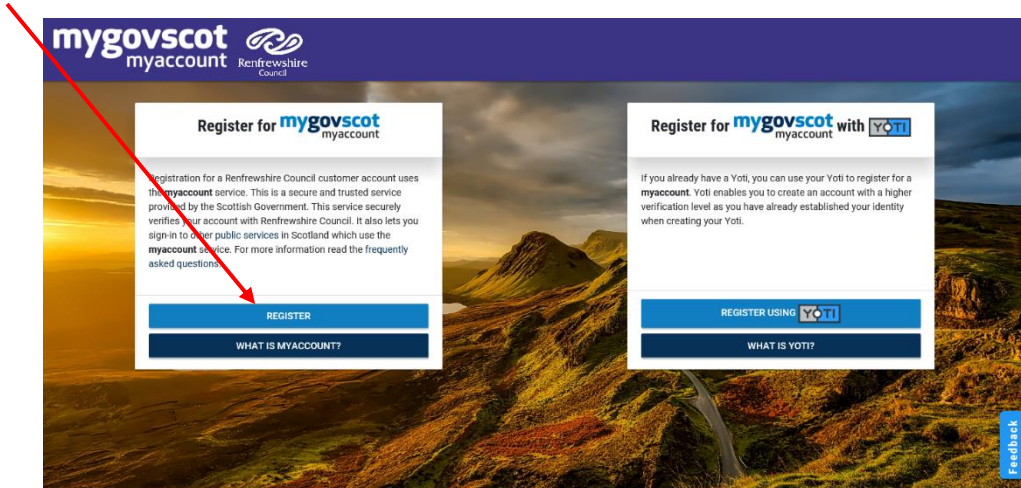 mygovscot
myaccount
Renfrewshire
Council
Register for mygovscot
myaccount
Registration for a Renfrewshire Council customer account uses
the myaccount service. This is a secure and trusted service
provided by the Scottish Government. This service securely
verifies your account with Renfrewshire Council. It also lets you
sign-in to other public services in Scotland which use the
myaccount service. For more information read the frequently
asked questions.
REGISTER
WHAT IS MYACCOUNT?
Register for mygovscot with YOTI
myaccount
If you already have a Yoti, you can use your Yoti to register for a
myaccount. Yoti enables you to create an account with a higher
verification level as you have already established your identity
when creating your Yoti.
REGISTER USING YOTI
WHAT IS YOTI?
Feedback